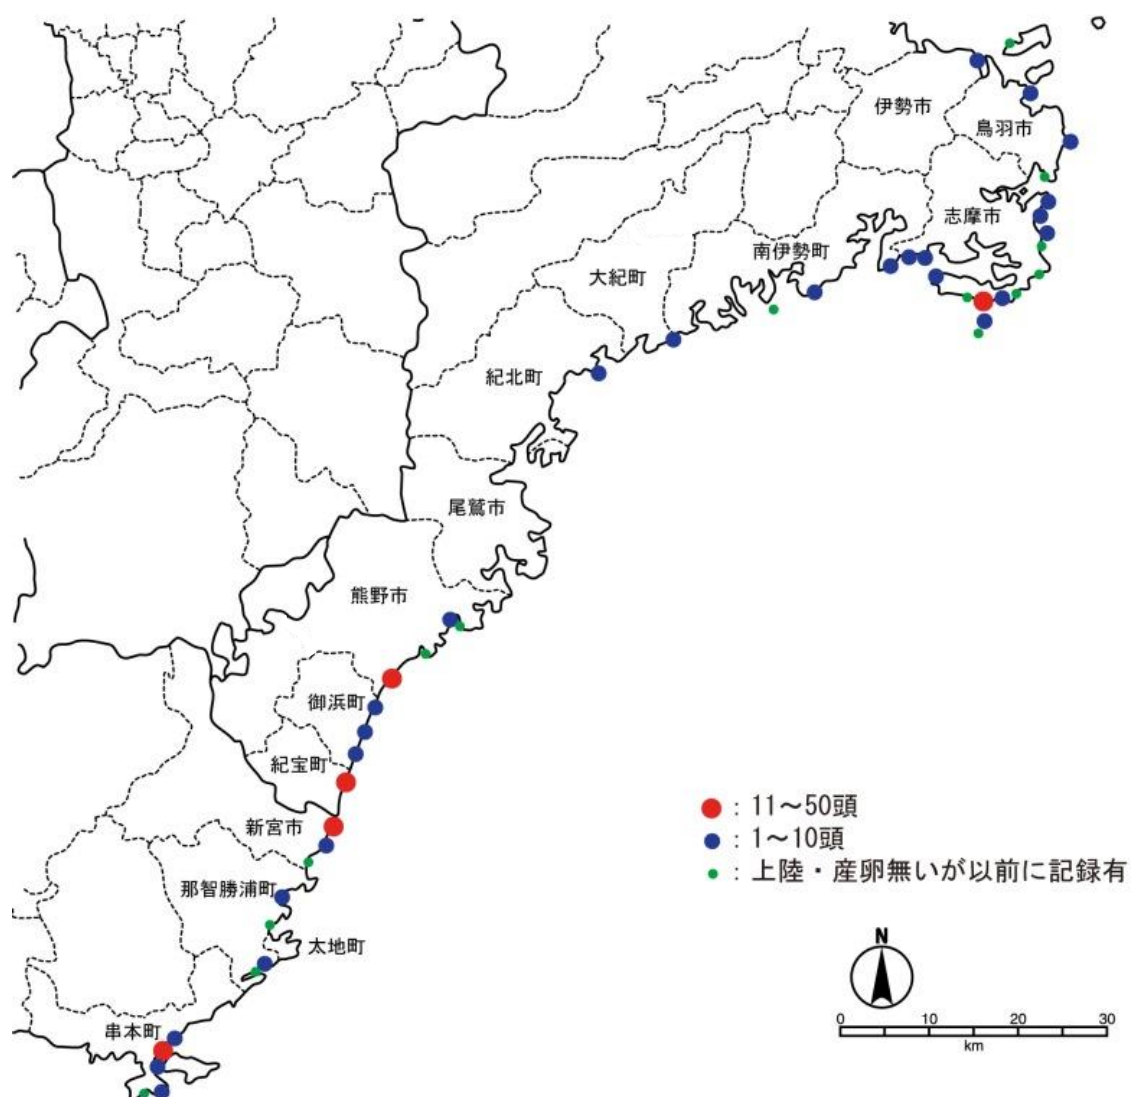 伊勢市
鳥羽市
志摩市
南伊勢町
大紀町
紀北町
尾鷲市
熊野市
御浜町
紀宝町
新宮市
那智勝浦町
太地町
串本町
：11～50頭
：1～10頭
：上陸・産卵無いが以前に記録有
N
0 10 20 30
km